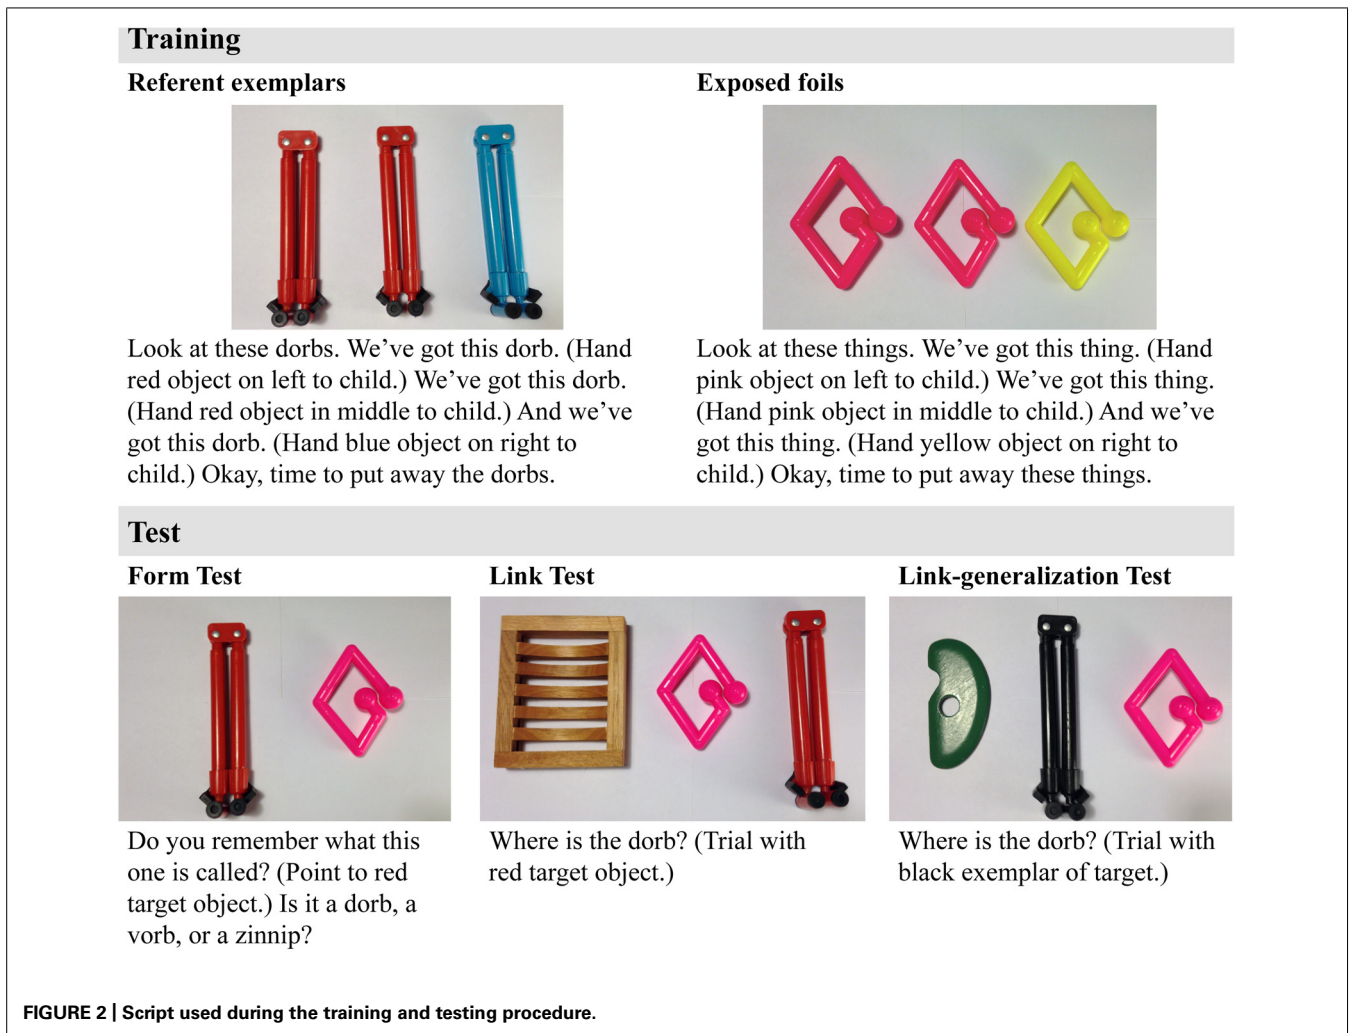 Training
Referent exemplars
Look at these dorbs. We've got this dorb. (Hand
red object on left to child.) We've got this dorb.
(Hand red object in middle to child.) And we've
got this dorb. (Hand blue object on right to
child.) Okay, time to put away the dorbs.
Exposed foils
Look at these things. We've got this thing. (Hand
pink object on left to child.) We've got this thing.
(Hand pink object in middle to child.) And we've
got this thing. (Hand yellow object on right to
child.) Okay, time to put away these things.
Test
Form Test
Do you remember what this
one is called? (Point to red
target object.) Is it a dorb, a
vorb, or a zinnip?
Link Test
Where is the dorb? (Trial with
red target object.)
Link-generalization Test
Where is the dorb? (Trial with
black exemplar of target.)
FIGURE 2 | Script used during the training and testing procedure.